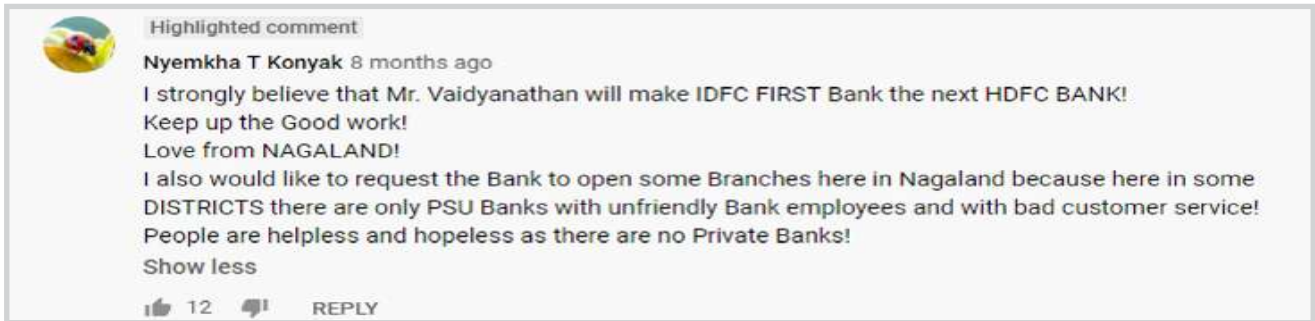 Highlighted comment
Nyemkha T Konyak 8 months ago
I strongly believe that Mr. Vaidyanathan will make IDFC FIRST Bank the next HDFC BANK!
Keep up the Good work!
Love from NAGALAND!
I also would like to request the Bank to open some Branches here in Nagaland because here in some
DISTRICTS there are only PSU Banks with unfriendly Bank employees and with bad customer service!
People are helpless and hopeless as there are no Private Banks!
Show less
12 REPLY